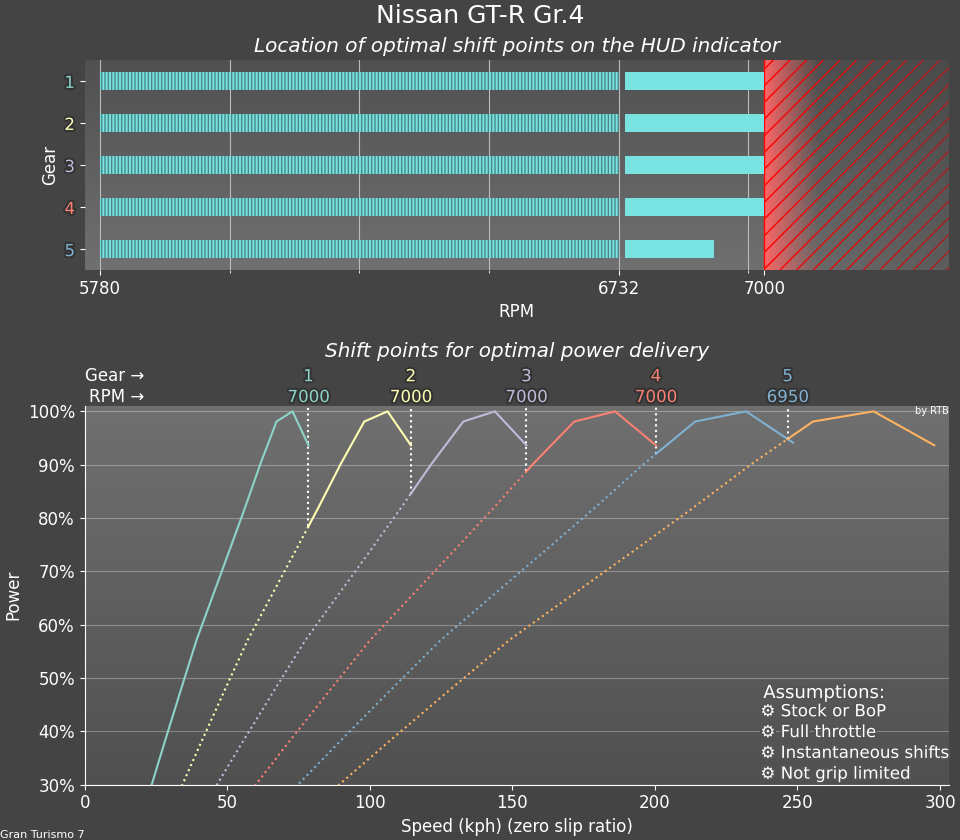 Nissan GT-R Gr.4
Location of optimal shift points on the HUD indicator
Gear
1
2
3
4
5
5780 6732 7000
RPM
Shift points for optimal power delivery
Gear → 1 2 3 4 5
RPM → 7000 7000 7000 7000 6950
by RTB
Power
100%
90%
80%
70%
60%
50%
40%
30%
Assumptions:
⚙ Stock or BoP
⚙ Full throttle
⚙ Instantaneous shifts
⚙ Not grip limited
0 50 100 150 200 250 300
Speed (kph) (zero slip ratio)
Gran Turismo 7